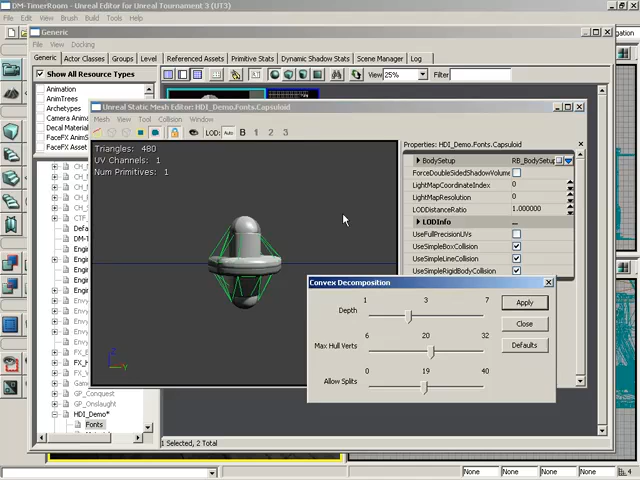 DM-TimerRoom - Unreal Editor for Unreal Tournament 3 (UT3)
File Edit View Brush Tools Help
Generic
File View Docking
Generic Actor Classes Groups Level Referenced Assets Primitive Stats Dynamic Shadow Stats Scene Manager Log
Show All Resource Types
View 25% Filter
Animation
AnimTrees
Archetypes
Camera Anim
Decal Material
FaceFX AnimS
FaceFX Asset
Unreal Static Mesh Editor: HDI_Demo.Fonts.Capsuloid
Mesh View Tool Collision Window
LOD: Auto B 1 2 3
Triangles: 480
UV Channels: 1
Num Primitives: 1
Properties: HDI_Demo.Fonts.Capsuloid
BodySetup RB_BodySetup
ForceDoubleSidedShadowVolume
LightMapCoordinateIndex 0
LightMapResolution 0
LODDistanceRatio 1.000000
LODInfo ...
UseFullPrecisionUVs
UseSimpleBoxCollision
UseSimpleLineCollision
UseSimpleRigidBodyCollision
Convex Decomposition
1 3 7
Depth
Apply
6 20 32
Close
Max Hull Verts
Defaults
0 19 40
Allow Splits
Z
Y
GP_Conquest
GP_Onslaught
HDI_Demo*
Fonts
1 Selected, 2 Total
None None None None